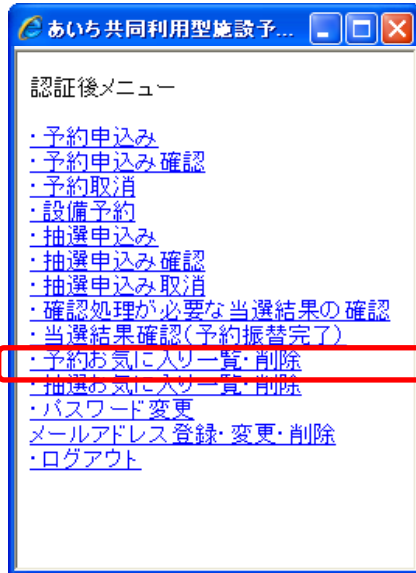 あいち共同利用型施設予...
認証後メニュー
・予約申込み
・予約申込み確認
・予約取消
・設備予約
・抽選申込み
・抽選申込み確認
・抽選申込み取消
・確認処理が必要な当選結果の確認
・当選結果確認(予約振替完了)
・予約お気に入り一覧・削除
・抽選お気に入り一覧・削除
・パスワード変更
メールアドレス登録・変更・削除
・ログアウト